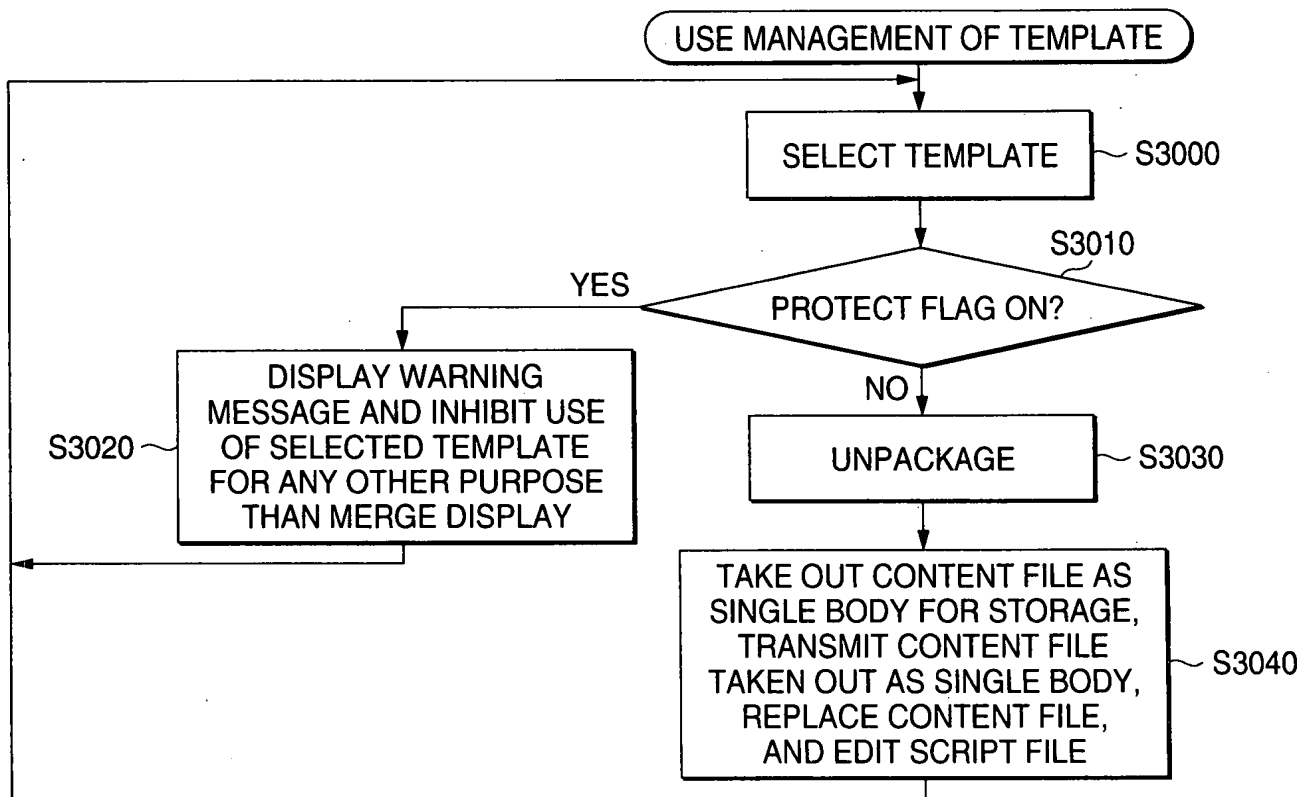 USE MANAGEMENT OF TEMPLATE
SELECT TEMPLATE
S3000
S3010
YES
PROTECT FLAG ON?
NO
DISPLAY WARNING
MESSAGE AND INHIBIT USE
OF SELECTED TEMPLATE
FOR ANY OTHER PURPOSE
THAN MERGE DISPLAY
S3020
UNPACKAGE
S3030
TAKE OUT CONTENT FILE AS
SINGLE BODY FOR STORAGE,
TRANSMIT CONTENT FILE
TAKEN OUT AS SINGLE BODY,
REPLACE CONTENT FILE,
AND EDIT SCRIPT FILE
S3040